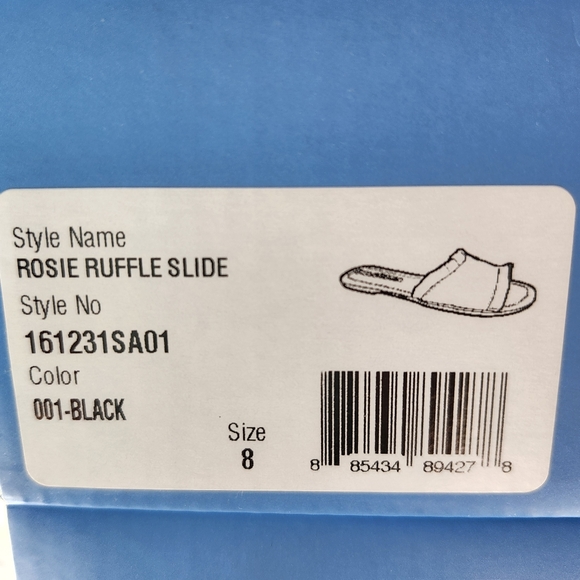 Style Name
ROSIE RUFFLE SLIDE
Style No
161231SA01
Color
001-BLACK
Size
8
8 85434 89427 8